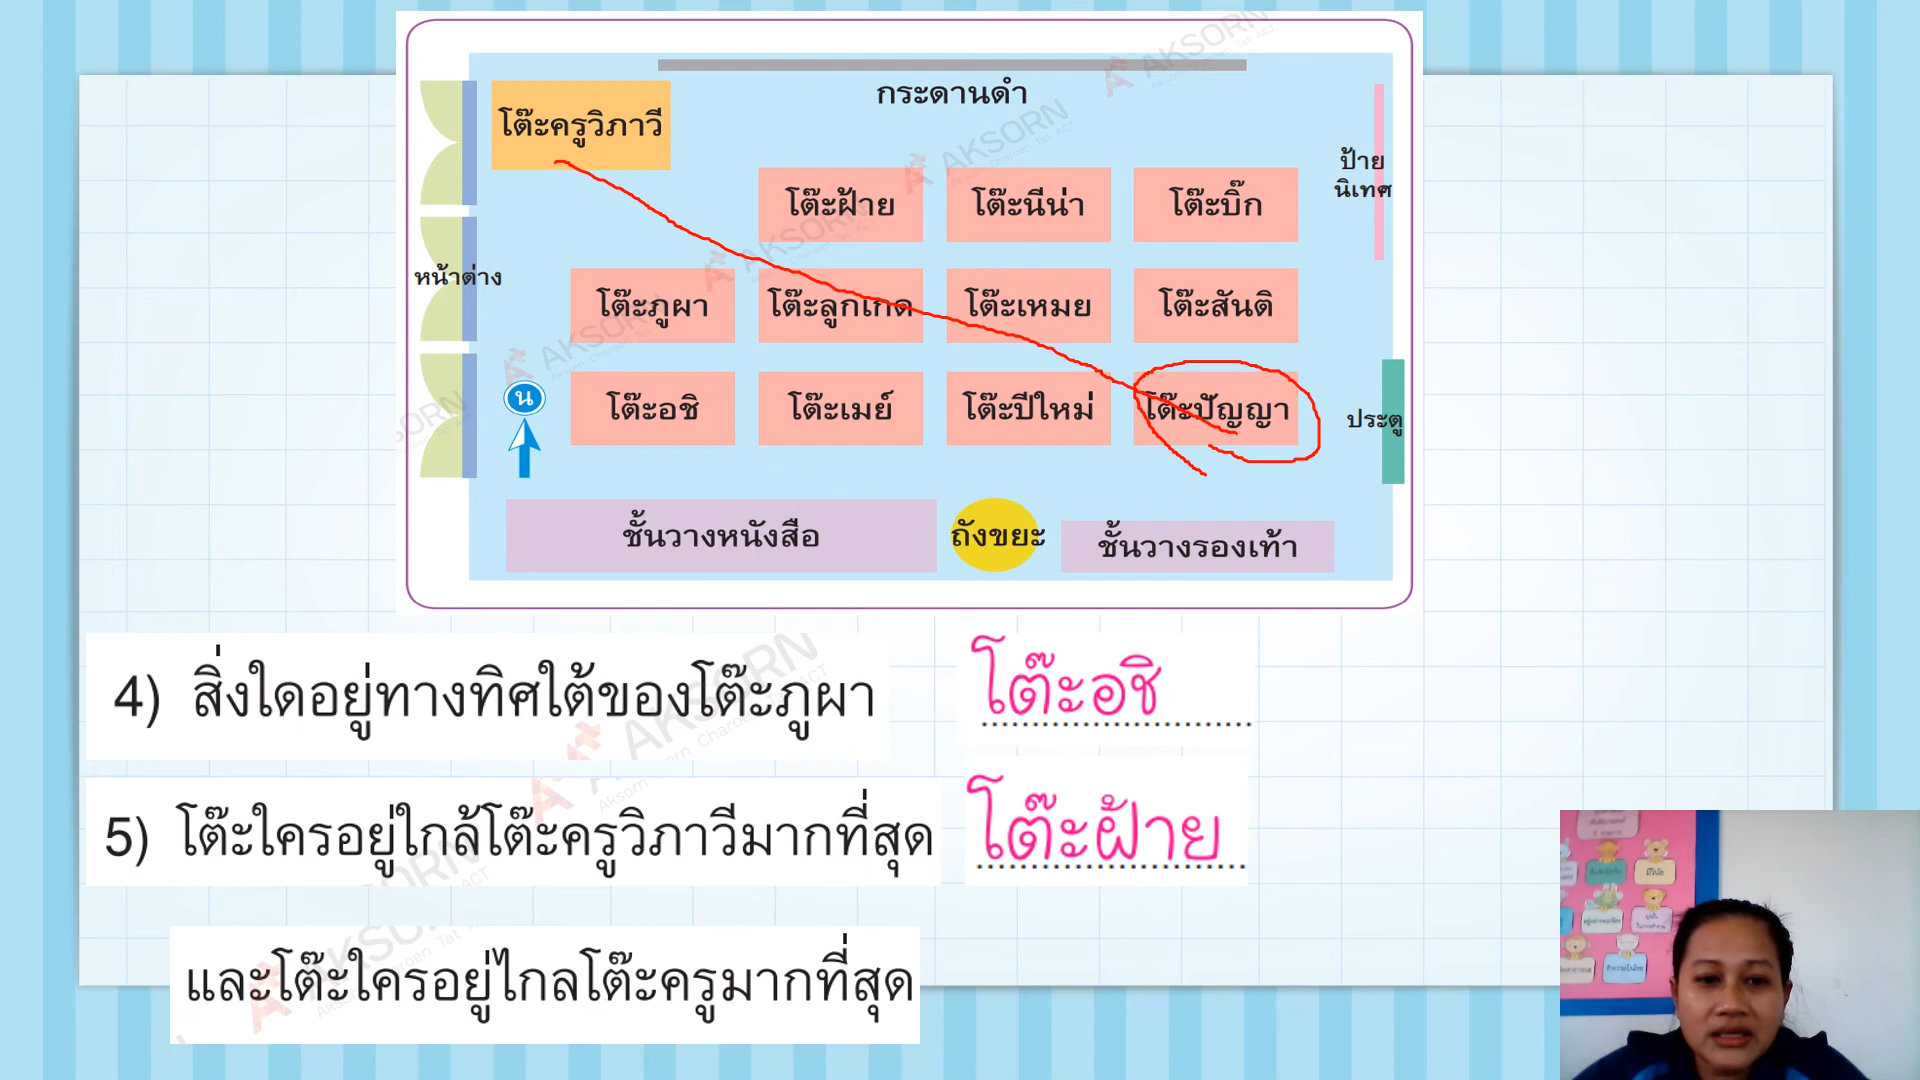 กระดานดำ
โต๊ะครูวิภาวี
ป้าย
นิเทศ
โต๊ะฝ้าย โต๊ะนีน่า โต๊ะบิ๊ก
หน้าต่าง
โต๊ะภูผา โต๊ะลูกเกด โต๊ะเหมย โต๊ะสันติ
น
โต๊ะอชิ โต๊ะเมย์ โต๊ะปีใหม่ โต๊ะปัญญา
ประตู
ชั้นวางหนังสือ ถังขยะ ชั้นวางรองเท้า
4) สิ่งใดอยู่ทางทิศใต้ของโต๊ะภูผา โต๊ะอชิ
5) โต๊ะใครอยู่ใกล้โต๊ะครูวิภาวีมากที่สุด โต๊ะฝ้าย
และโต๊ะใครอยู่ไกลโต๊ะครูมากที่สุด
AKSORN
Aksorn Charoen Tat ACT.